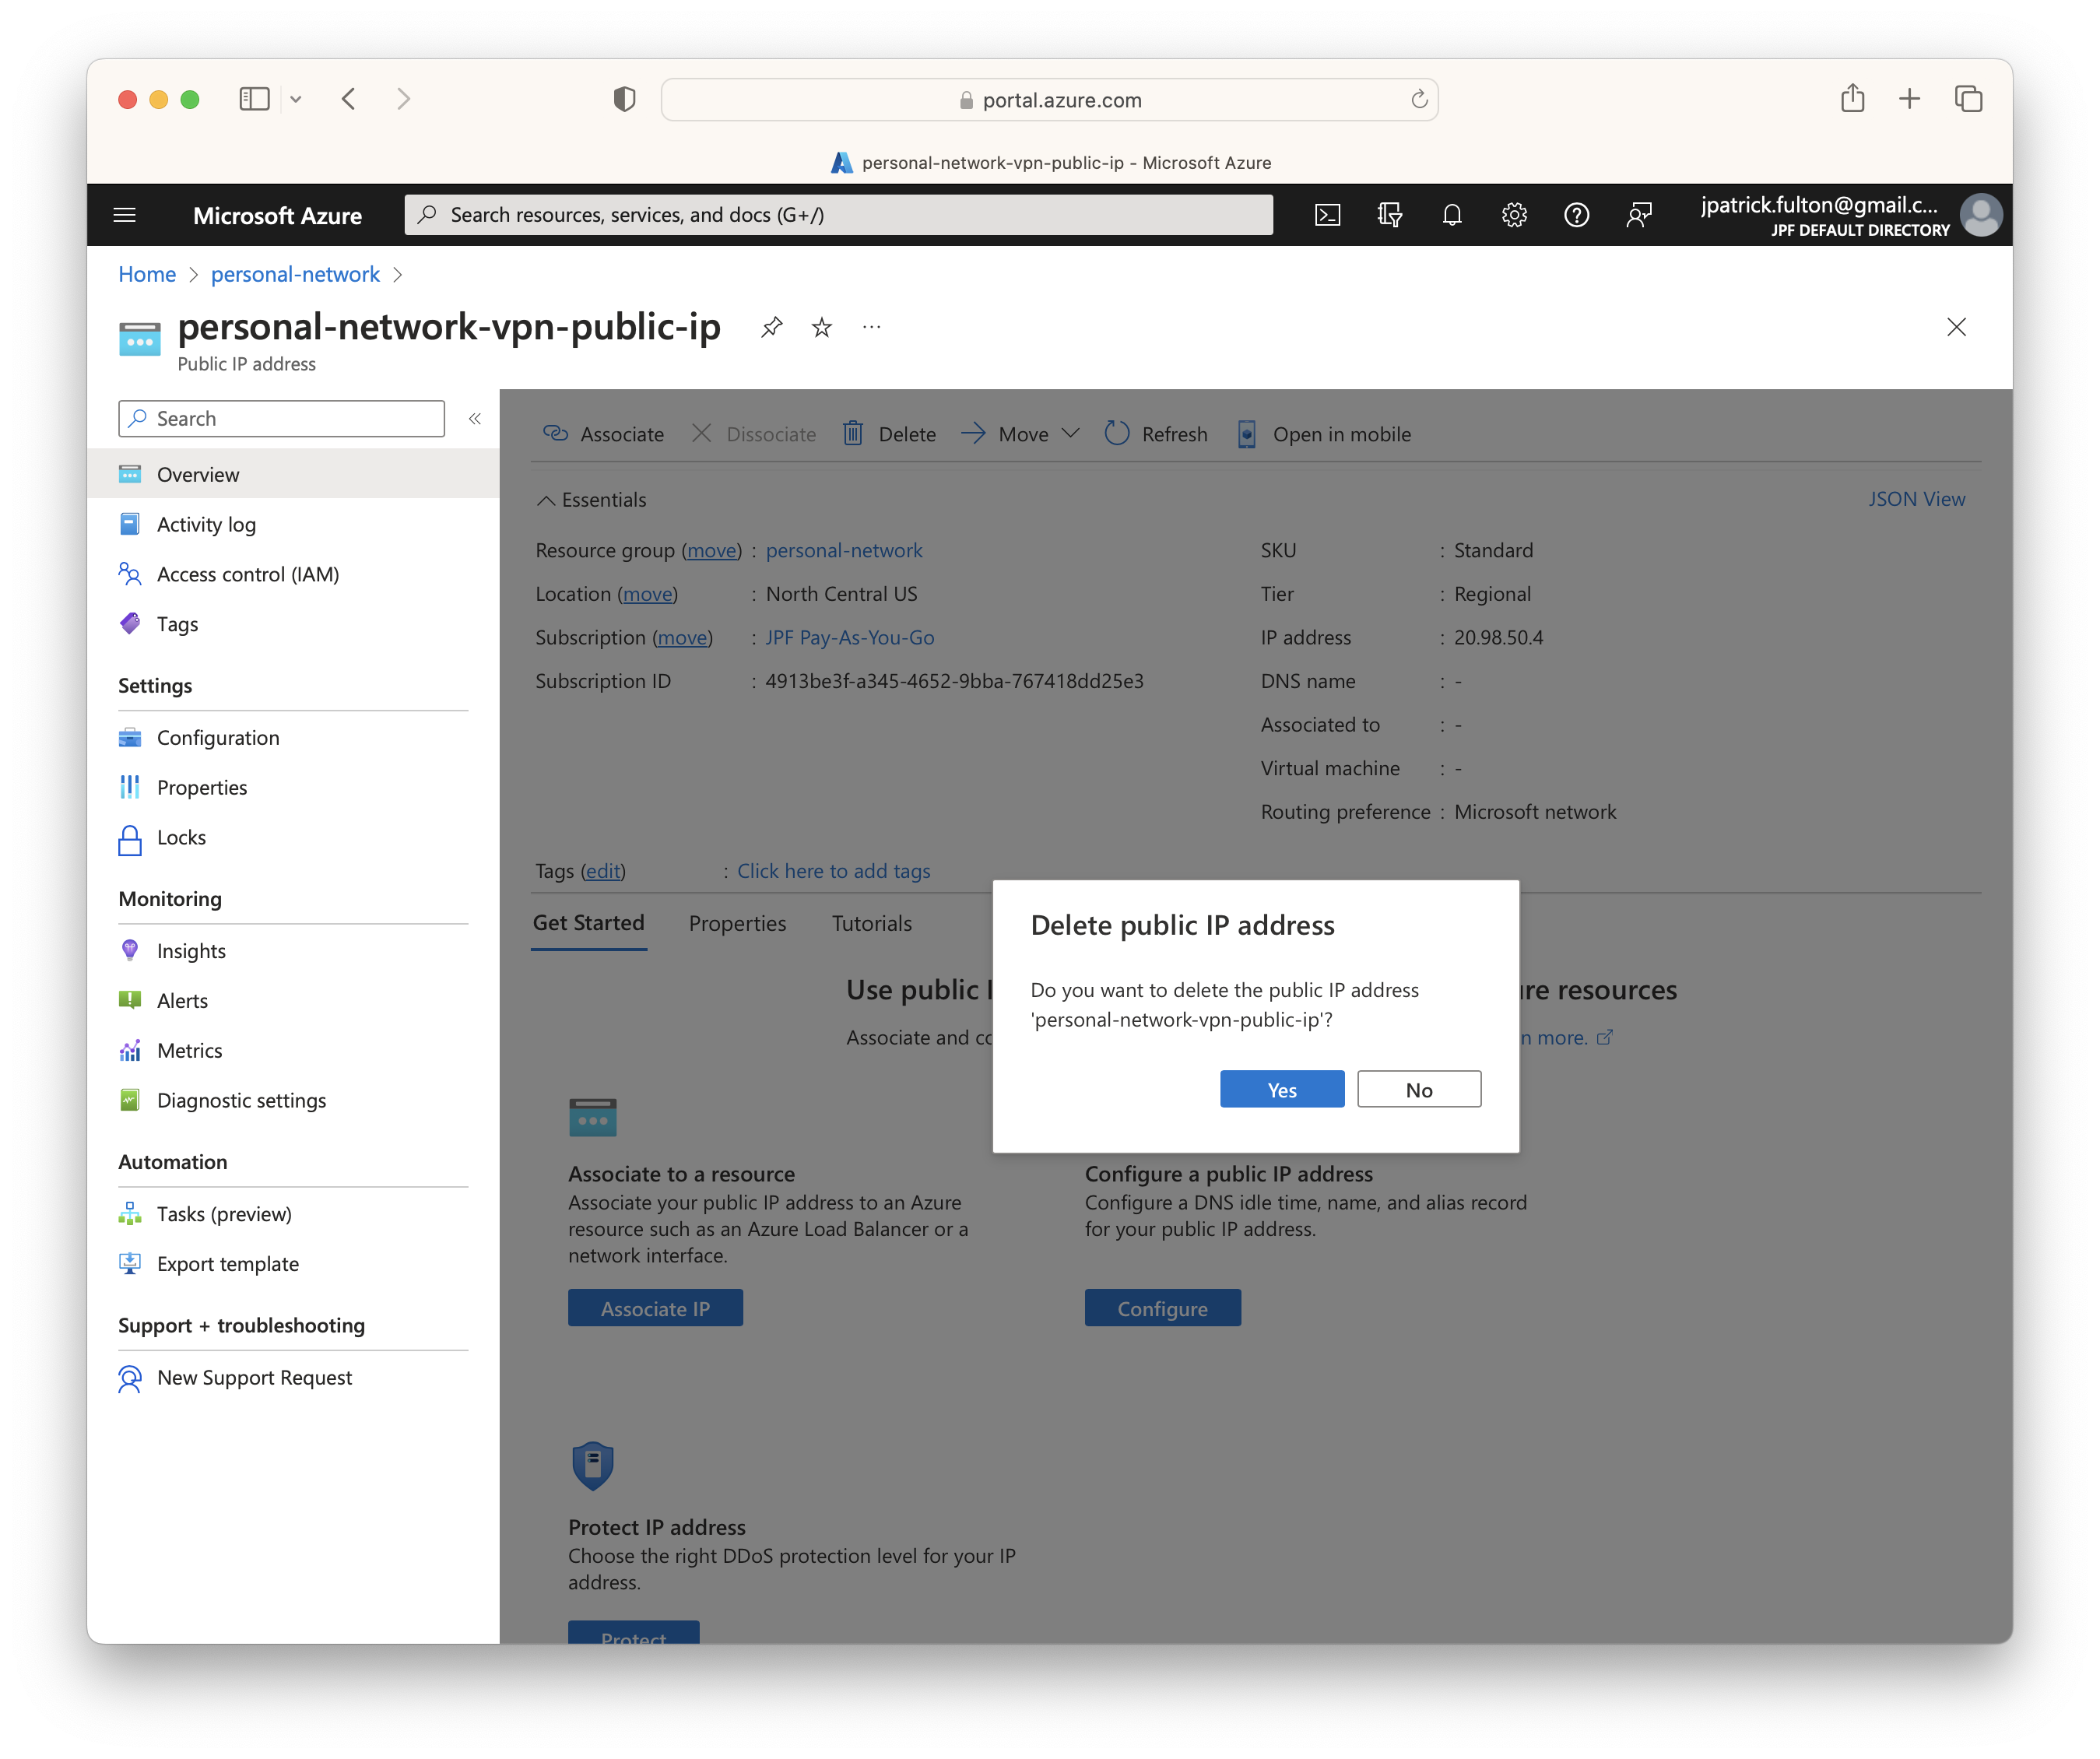 portal.azure.com
personal-network-vpn-public-ip - Microsoft Azure
Microsoft Azure
Search resources, services, and docs (G+/)
jpatrick.fulton@gmail.c...
JPF DEFAULT DIRECTORY
Home > personal-network >
personal-network-vpn-public-ip
Public IP address
Search
Overview
Activity log
Access control (IAM)
Tags
Settings
Configuration
Properties
Locks
Monitoring
Insights
Alerts
Metrics
Diagnostic settings
Automation
Tasks (preview)
Export template
Support + troubleshooting
New Support Request
Associate Dissociate Delete Move Refresh Open in mobile
Essentials
JSON View
Resource group (move) : personal-network
Location (move) : North Central US
Subscription (move) : JPF Pay-As-You-Go
Subscription ID : 4913be3f-a345-4652-9bba-767418dd25e3
SKU : Standard
Tier : Regional
IP address : 20.98.50.4
DNS name : -
Associated to : -
Virtual machine : -
Routing preference : Microsoft network
Tags (edit) : Click here to add tags
Get Started Properties Tutorials
Use public
re resources
Associate and
more.
Delete public IP address
Do you want to delete the public IP address
'personal-network-vpn-public-ip'?
Yes No
Associate to a resource
Associate your public IP address to an Azure
resource such as an Azure Load Balancer or a
network interface.
Associate IP
Configure a public IP address
Configure a DNS idle time, name, and alias record
for your public IP address.
Configure
Protect IP address
Choose the right DDoS protection level for your IP
address.
Protect